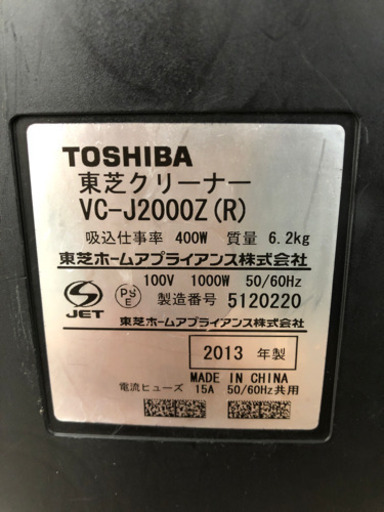 TOSHIBA
東芝クリーナー
VC-J2000Z(R)
吸込仕事率 400W 質量 6.2kg
東芝ホームアプライアンス株式会社
100V 1000W 50/60Hz
S JET PS E 製造番号 5120220
東芝ホームアプライアンス株式会社
2013 年製
MADE IN CHINA
電流ヒューズ 15A 50/60Hz共用